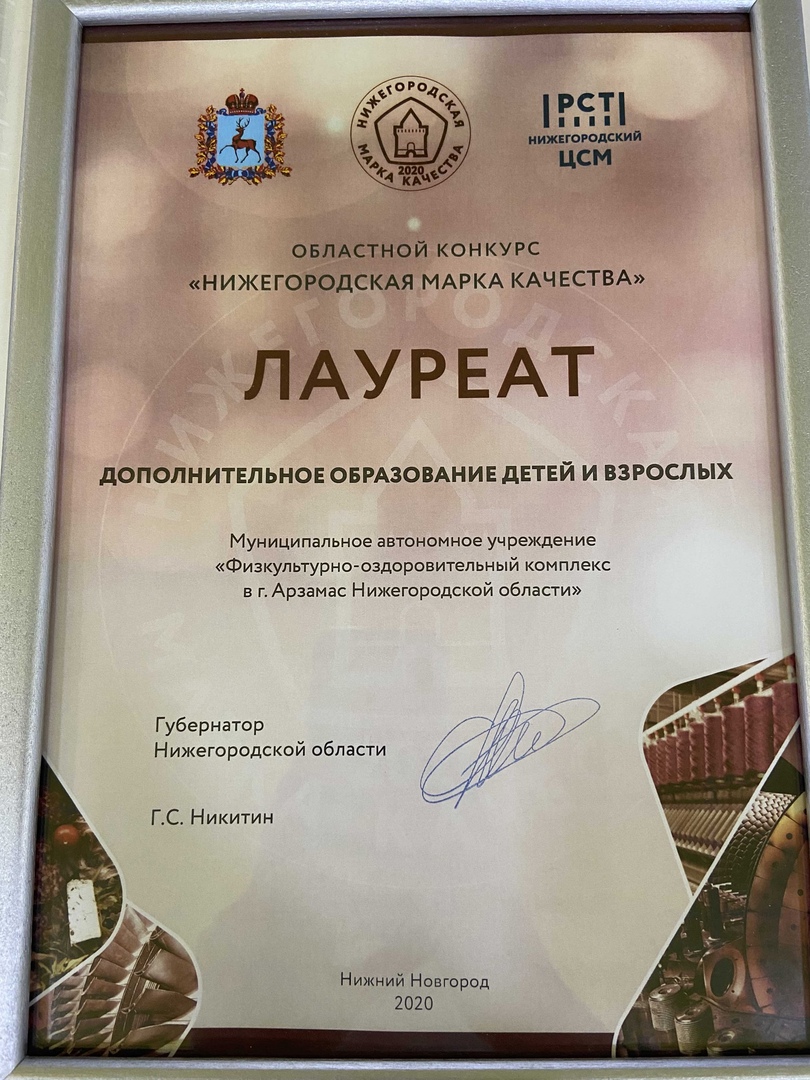 НИЖЕГОРОДСКАЯ
МАРКА КАЧЕСТВА
2020
РСТ
НИЖЕГОРОДСКИЙ
ЦСМ
ОБЛАСТНОЙ КОНКУРС
«НИЖЕГОРОДСКАЯ МАРКА КАЧЕСТВА»
ЛАУРЕАТ
ДОПОЛНИТЕЛЬНОЕ ОБРАЗОВАНИЕ ДЕТЕЙ И ВЗРОСЛЫХ
Муниципальное автономное учреждение
«Физкультурно-оздоровительный комплекс
в г. Арзамас Нижегородской области»
Губернатор
Нижегородской области
Г.С. Никитин
Нижний Новгород
2020